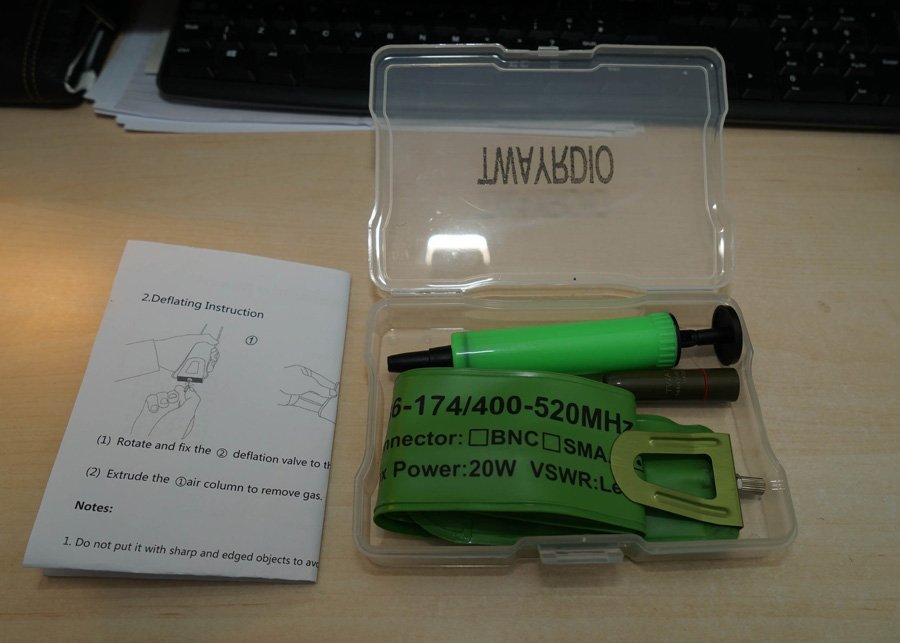 TWAYRDIO
2.Deflating Instruction
①
(1) Rotate and fix the ② deflation valve to th
(2) Extrude the ①air column to remove gas.
Notes:
1. Do not put it with sharp and edged objects to avo
6-174/400-520MHz
nnector: □BNC□SMA
x Power:20W VSWR:Le